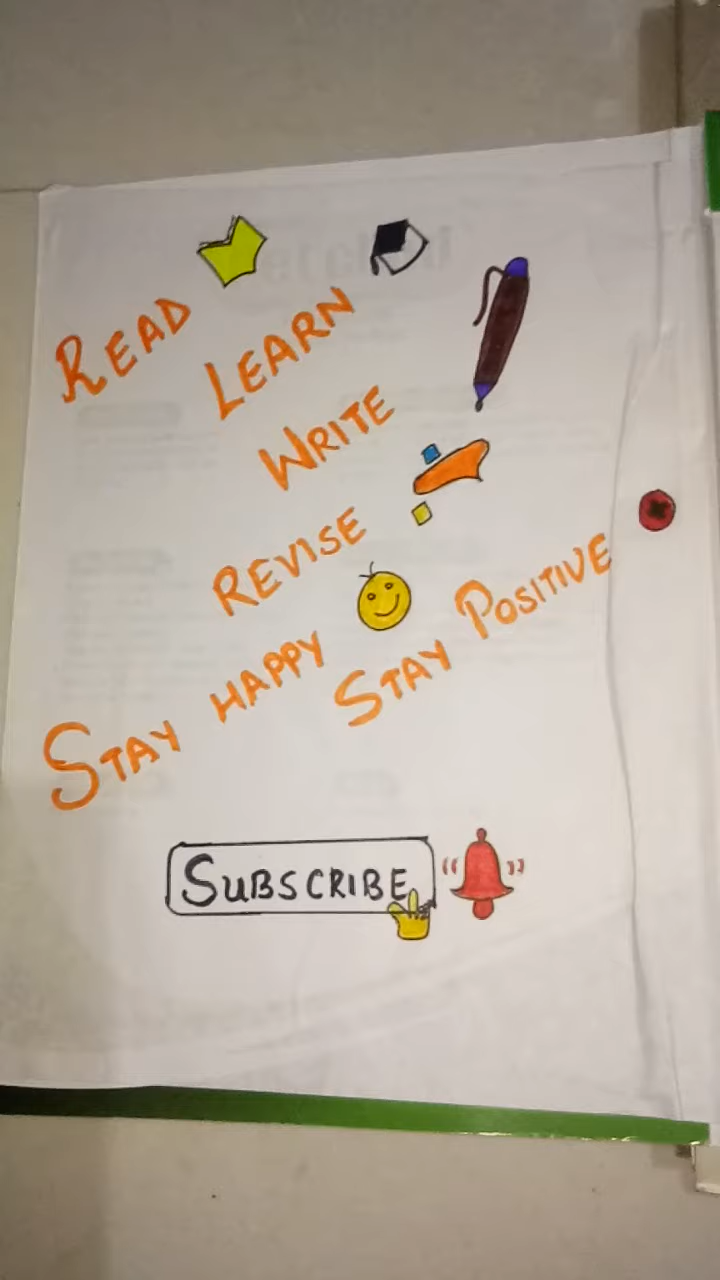 READ
LEARN
WRITE
REVISE
STAY HAPPY
STAY POSITIVE
SUBSCRIBE